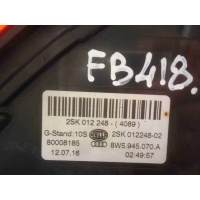 FB418.
2SK 012 248 - ( 4089 )
G-Stand: 10S HELLA 2SK 012248-02
80008185 8W5.945.070.A
12.07.16 02:49:57